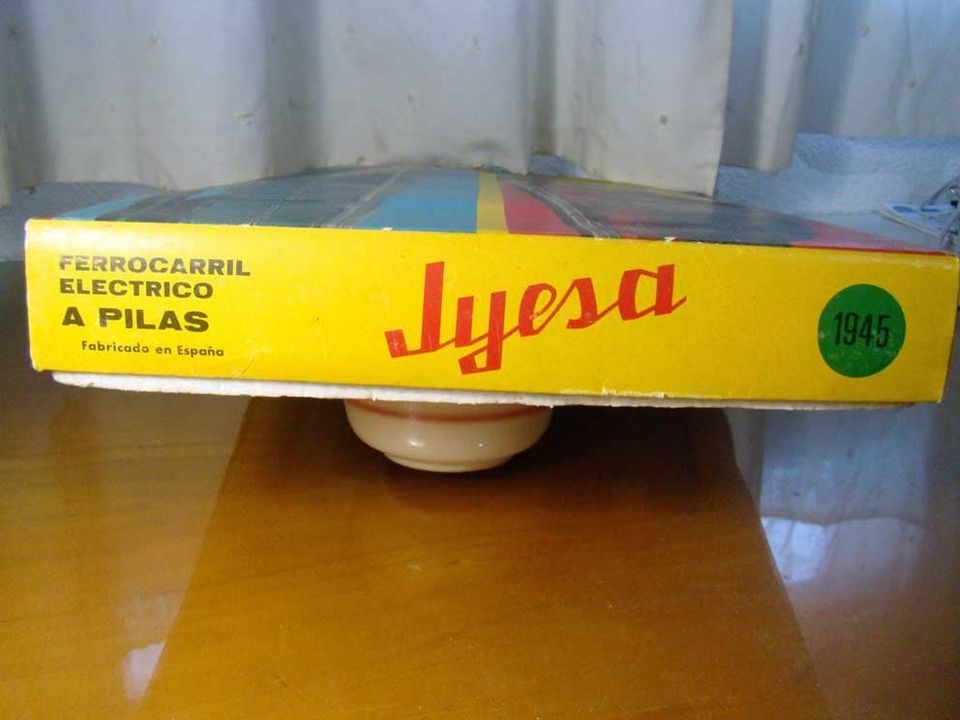 FERROCARRIL
ELECTRICO
A PILAS
Fabricado en España
Jyesa
1945